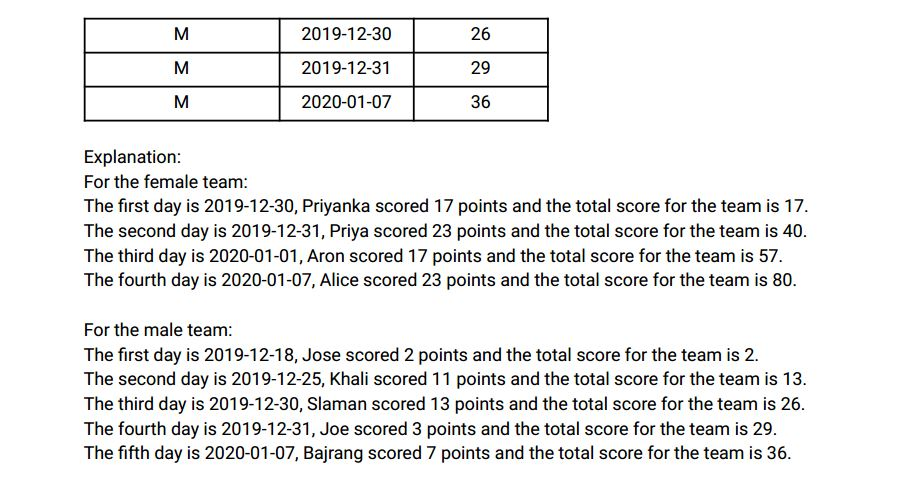 M 2019-12-30 26
M 2019-12-31 29
M 2020-01-07 36
Explanation:
For the female team:
The first day is 2019-12-30, Priyanka scored 17 points and the total score for the team is 17.
The second day is 2019-12-31, Priya scored 23 points and the total score for the team is 40.
The third day is 2020-01-01, Aron scored 17 points and the total score for the team is 57.
The fourth day is 2020-01-07, Alice scored 23 points and the total score for the team is 80.
For the male team:
The first day is 2019-12-18, Jose scored 2 points and the total score for the team is 2.
The second day is 2019-12-25, Khali scored 11 points and the total score for the team is 13.
The third day is 2019-12-30, Slaman scored 13 points and the total score for the team is 26.
The fourth day is 2019-12-31, Joe scored 3 points and the total score for the team is 29.
The fifth day is 2020-01-07, Bajrang scored 7 points and the total score for the team is 36.